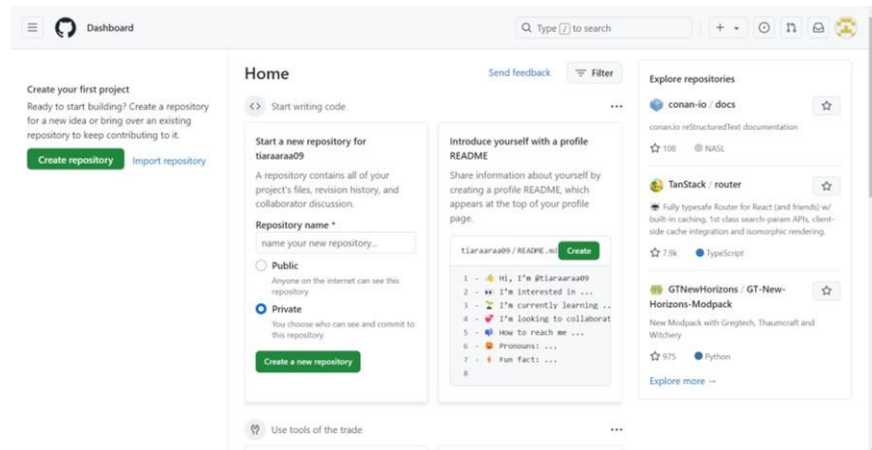 Dashboard
Type / to search
Create your first project
Ready to start building? Create a repository
for a new idea or bring over an existing
repository to keep contributing to it.
Create repository
Import repository
Home
Send feedback
Filter
Start writing code
Start a new repository for
tiaraaraa09
A repository contains all of your
project's files, revision history, and
collaborator discussion.
Repository name *
name your new repository...
Public
Anyone on the internet can see this
repository
Private
You choose who can see and commit to
this repository
Create a new repository
Introduce yourself with a profile
README
Share information about yourself by
creating a profile README, which
appears at the top of your profile
page.
tiaraaraa09 / README.md
Create
1 - 👋 Hi, I'm @tiaraaraa09
2 - 👀 I'm interested in ...
3 - 🌱 I'm currently learning ..
4 - 💞️ I'm looking to collaborat
5 - 📫 How to reach me ...
6 - 😄 Pronouns: ...
7 - ⚡ Fun fact: ...
8
Use tools of the trade
Explore repositories
conan-io / docs
conan.io reStructuredText documentation
108 NASL
TanStack / router
🤖 Fully typesafe Router for React (and friends) w/
built-in caching, 1st class search-param APIs, client-
side cache integration and isomorphic rendering.
7.9k TypeScript
GTNewHorizons / GT-New-
Horizons-Modpack
New Modpack with Gregtech, Thaumcraft and
Witchery
975 Python
Explore more →